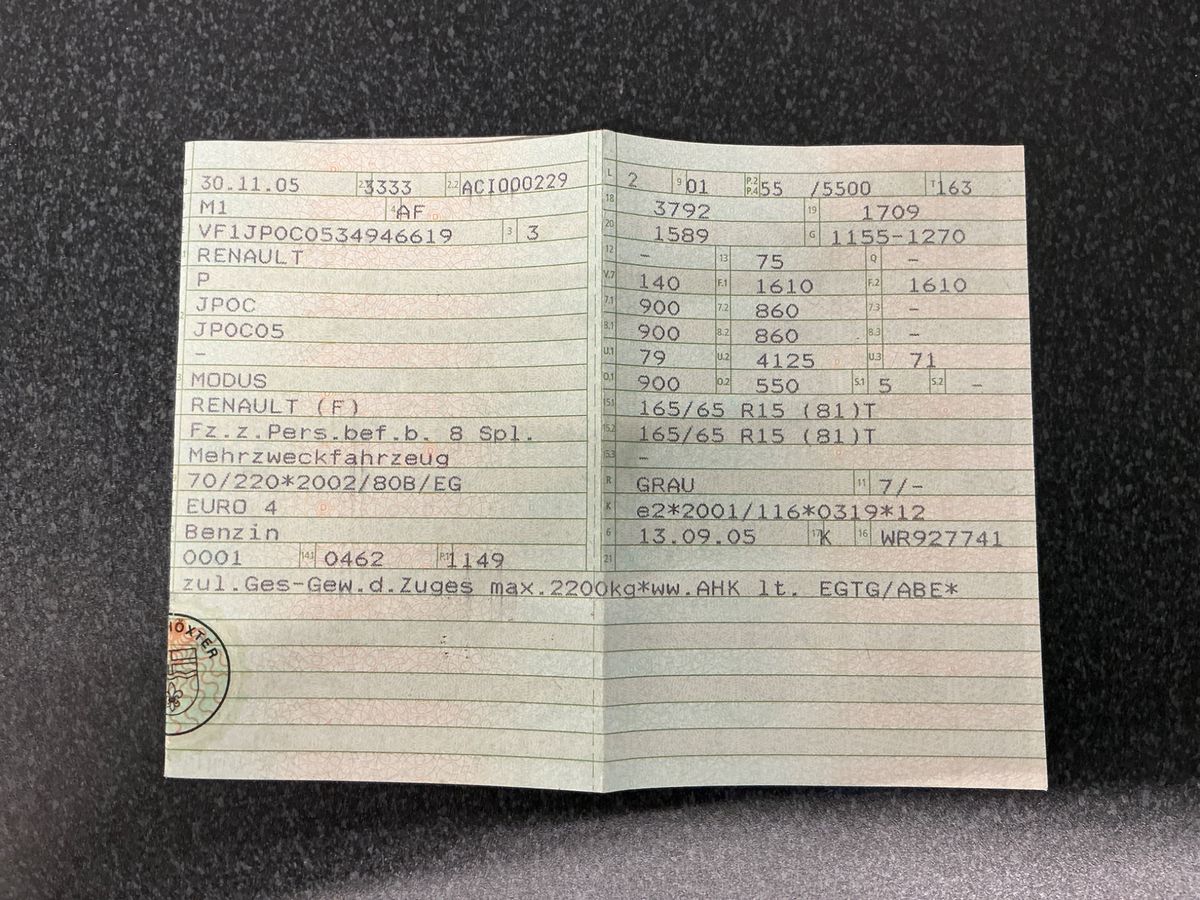 30.11.05 2.1 3333 2.2 ACI000229
M1 4 AF
VF1JP0C0534946619 3 3
RENAULT
P
JP0C
JP0C05
–
MODUS
RENAULT (F)
Fz.z.Pers.bef.b. 8 Spl.
Mehrzweckfahrzeug
70/220*2002/80B/EG
EURO 4
Benzin
0001 14.1 0462 P.1 1149
L 2 9 01 P.2 P.4 55 /5500 T 163
18 3792 19 1709
20 1589 G 1155-1270
12 – 13 75 Q –
V.7 140 F.1 1610 F.2 1610
7.1 900 7.2 860 7.3 –
8.1 900 8.2 860 8.3 –
U.1 79 U.2 4125 U.3 71
O.1 900 O.2 550 S.1 5 S.2 –
15.1 165/65 R15 (81)T
15.2 165/65 R15 (81)T
15.3 –
R GRAU 11 7/-
K e2*2001/116*0319*12
6 13.09.05 17 K 16 WR927741
21
zul.Ges-Gew.d.Zuges max.2200kg*ww.AHK lt. EGTG/ABE*
HÖXTER